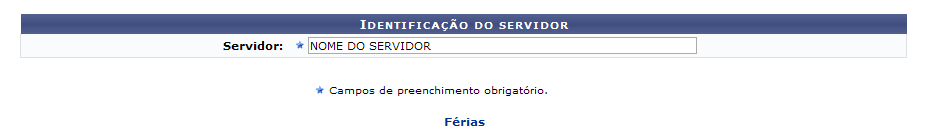 Identificação do servidor
Servidor: NOME DO SERVIDOR
Campos de preenchimento obrigatório.
Férias